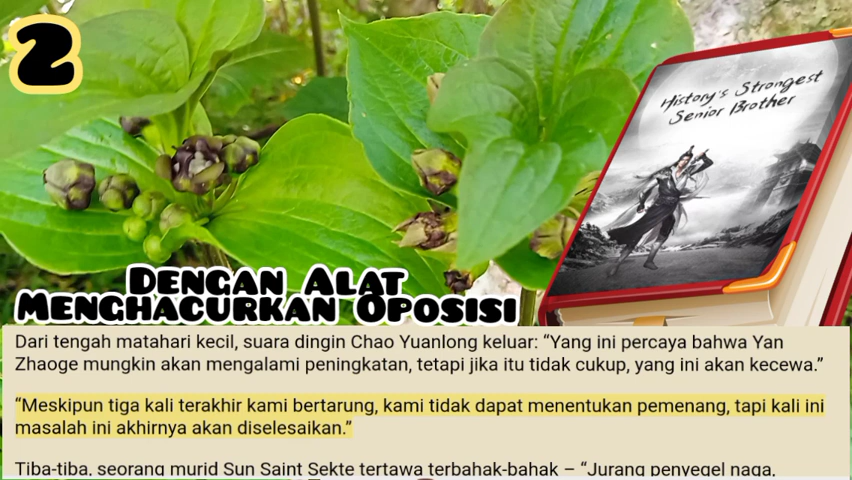 2
History's Strongest
Senior Brother
Dengan Alat
Menghacurkan Oposisi
Dari tengah matahari kecil, suara dingin Chao Yuanlong keluar: “Yang ini percaya bahwa Yan
Zhaoge mungkin akan mengalami peningkatan, tetapi jika itu tidak cukup, yang ini akan kecewa.”
“Meskipun tiga kali terakhir kami bertarung, kami tidak dapat menentukan pemenang, tapi kali ini
masalah ini akhirnya akan diselesaikan.”
Tiba-tiba, seorang murid Sun Saint Sekte tertawa terbahak-bahak – “Jurang penyegel naga,